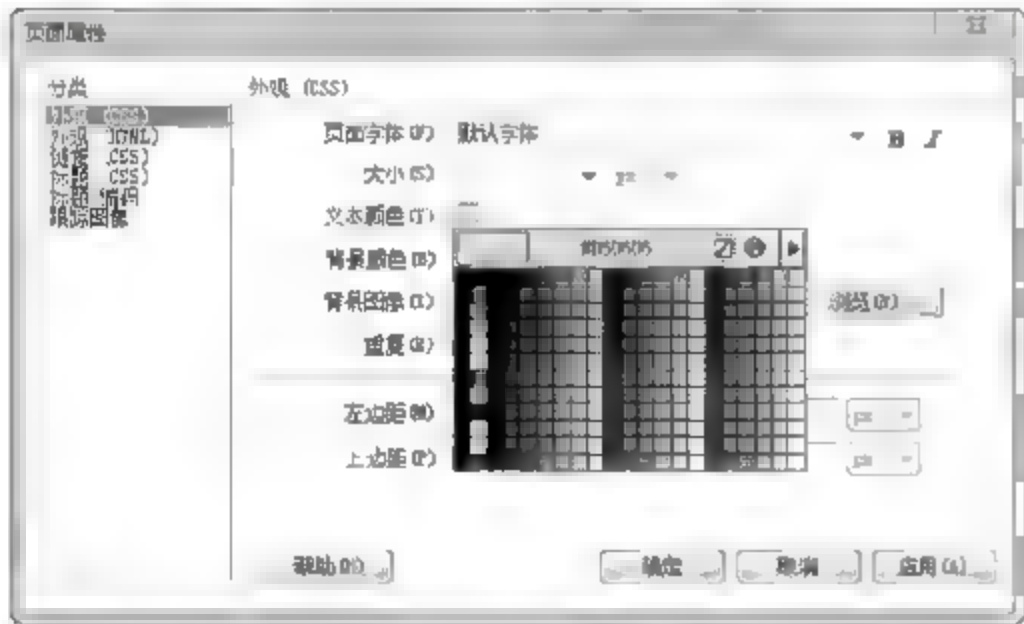 页面属性
分类
外观 (CSS)
外观 (CSS)
外观 (HTML)
链接 (CSS)
标题 (CSS)
标题/编码
跟踪图像
页面字体(F) 默认字体 B I
大小(S) px
文本颜色(T)
背景颜色(B)
背景图像(I) 浏览(W)
重复(R)
左边距(M) px
上边距(P) px
帮助(H) 确定 取消 应用(A)